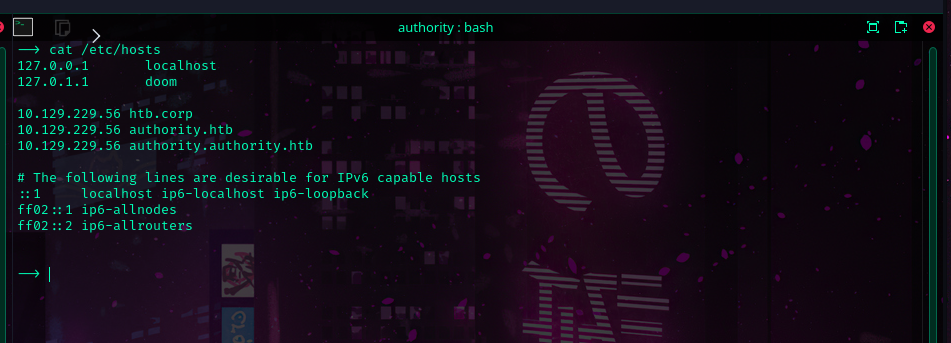 authority : bash
—> cat /etc/hosts
127.0.0.1       localhost
127.0.1.1       doom
10.129.229.56 htb.corp
10.129.229.56 authority.htb
10.129.229.56 authority.authority.htb
# The following lines are desirable for IPv6 capable hosts
::1     localhost ip6-localhost ip6-loopback
ff02::1 ip6-allnodes
ff02::2 ip6-allrouters
—>